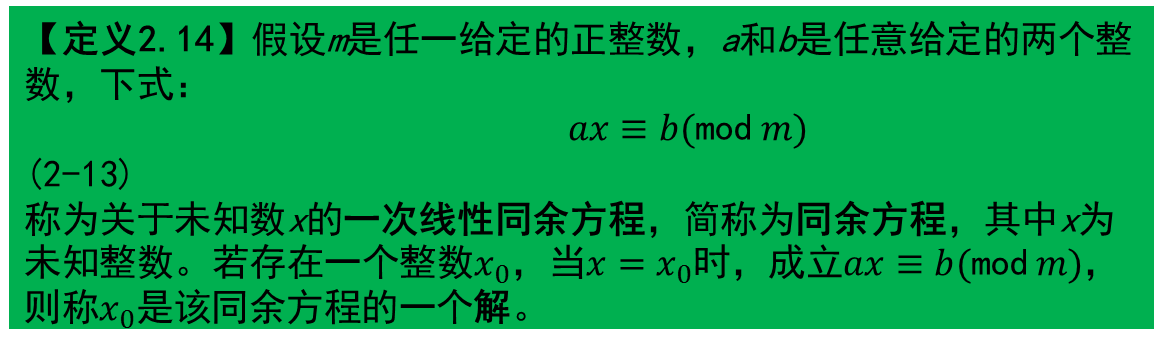 【定义2.14】假设m是任一给定的正整数，a和b是任意给定的两个整
数，下式：
ax ≡ b(mod m)
(2-13)
称为关于未知数x的一次线性同余方程，简称为同余方程，其中x为
未知整数。若存在一个整数x₀，当x = x₀时，成立ax ≡ b(mod m)，
则称x₀是该同余方程的一个解。